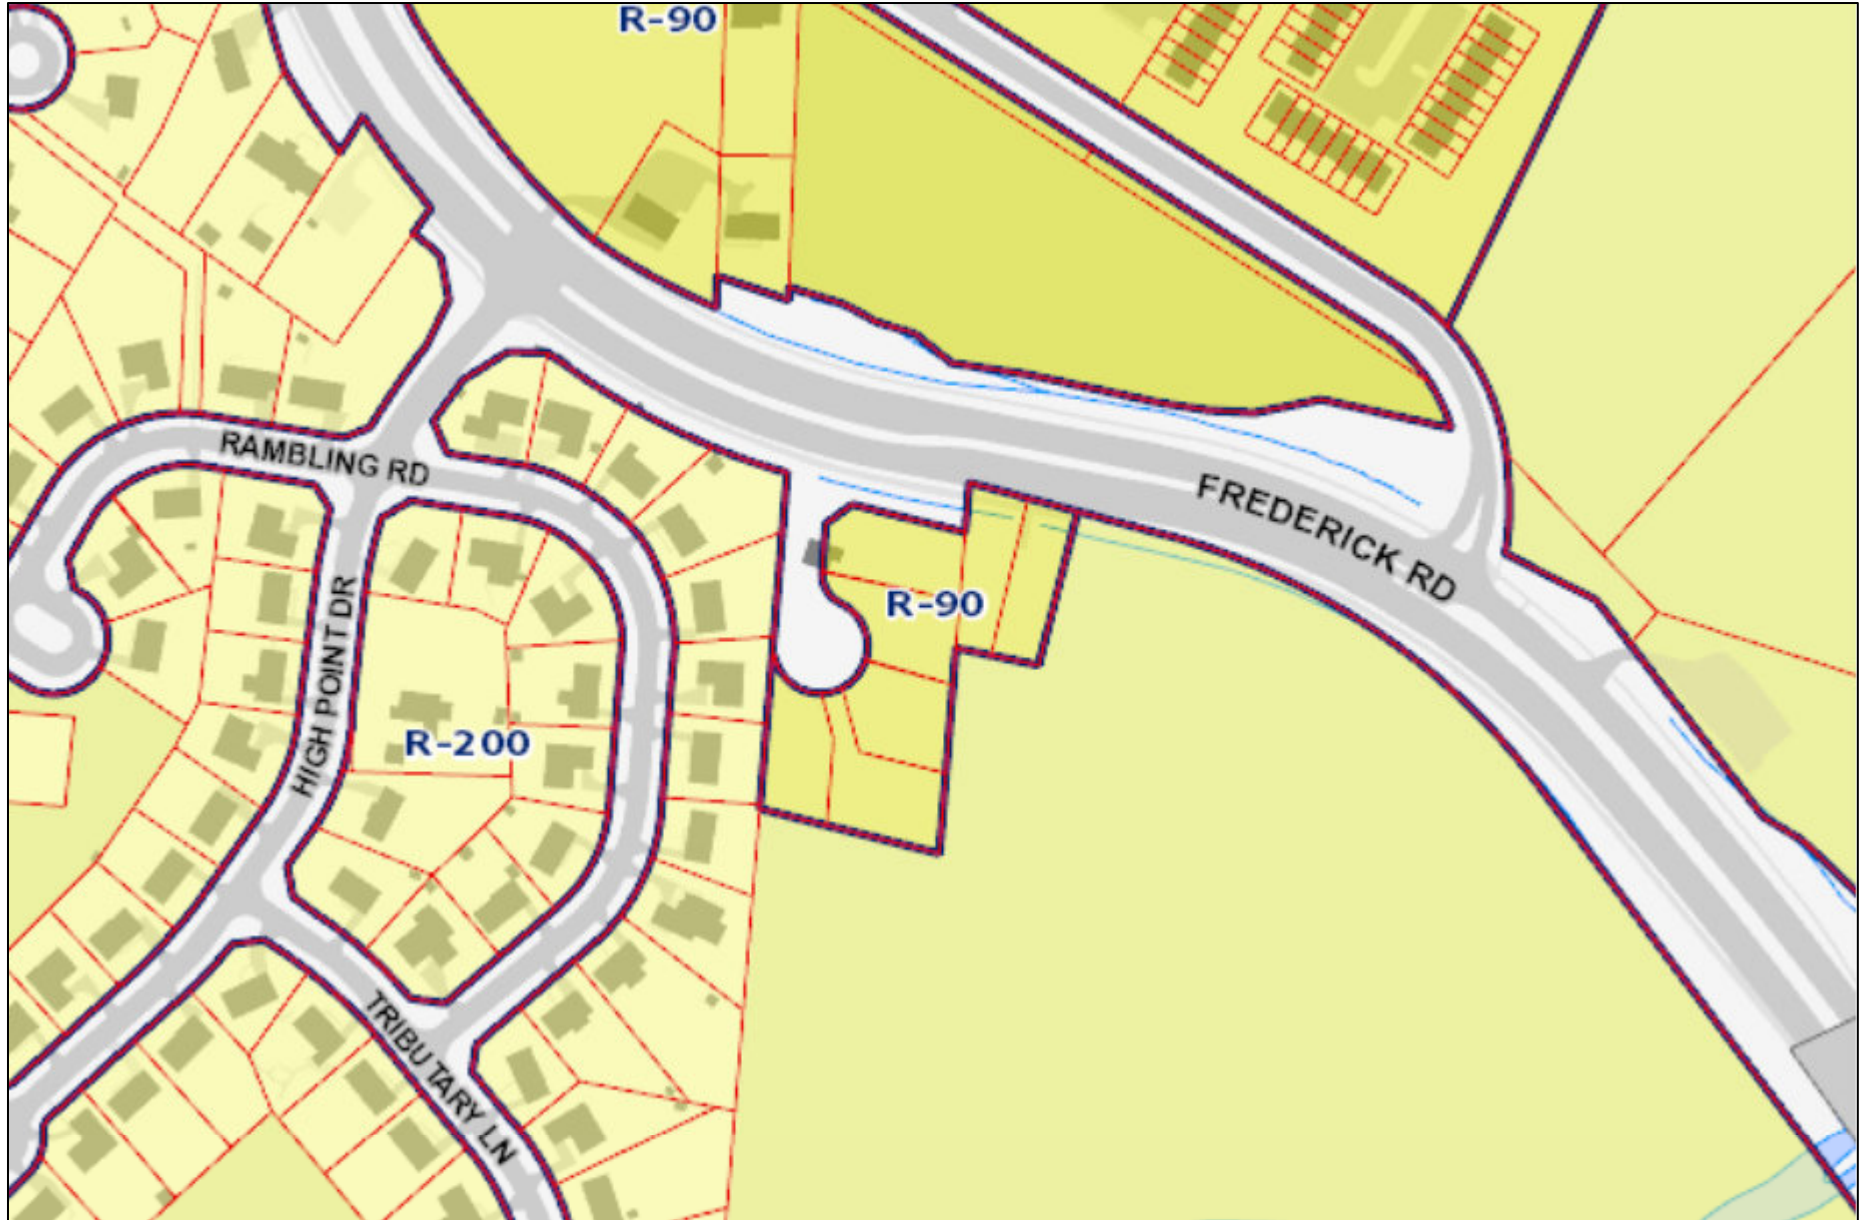 R-90
RAMBLING RD
FREDERICK RD
R-90
HIGH POINT DR
R-200
TRIBUTARY LN